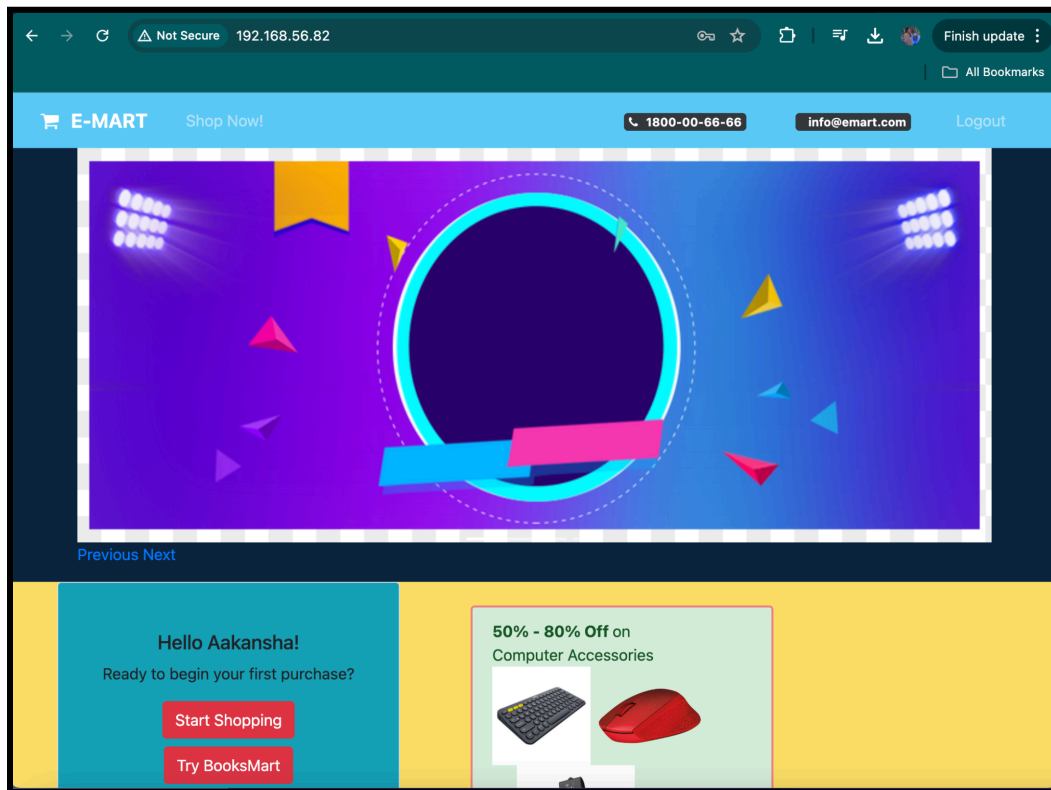 Not Secure 192.168.56.82 Finish update
All Bookmarks
E-MART Shop Now! 1800-00-66-66 info@emart.com Logout
Previous Next
Hello Aakansha!
Ready to begin your first purchase?
Start Shopping
Try BooksMart
50% - 80% Off on
Computer Accessories